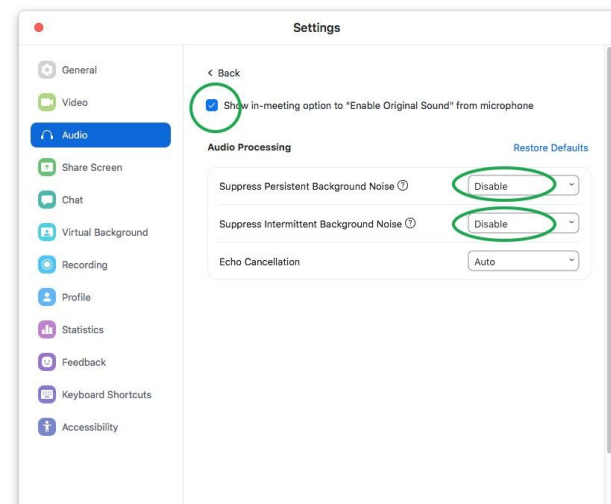 Settings
General
Video
Audio
Share Screen
Chat
Virtual Background
Recording
Profile
Statistics
Feedback
Keyboard Shortcuts
Accessibility
< Back
Show in-meeting option to "Enable Original Sound" from microphone
Audio Processing Restore Defaults
Suppress Persistent Background Noise ? Disable
Suppress Intermittent Background Noise ? Disable
Echo Cancellation Auto